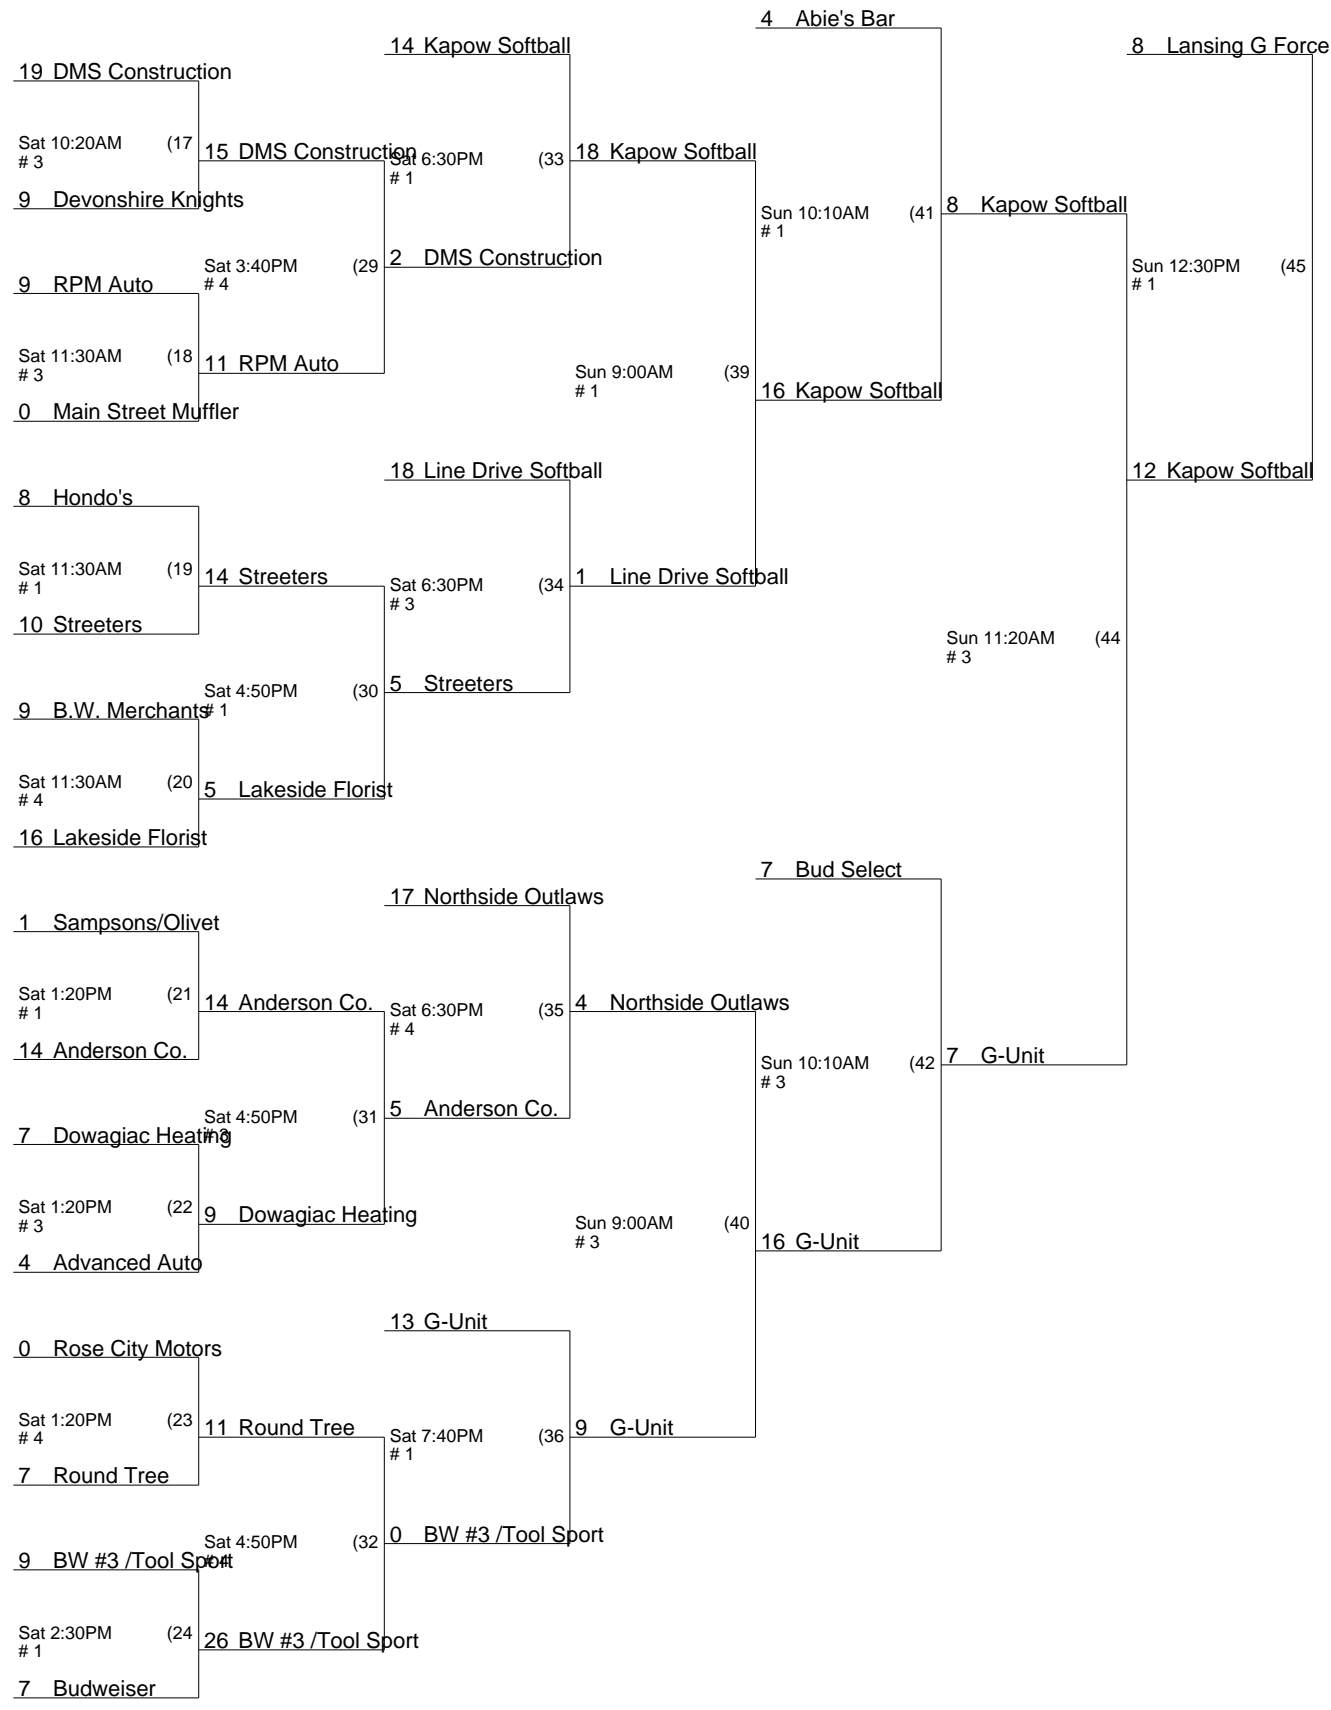 4 Abie's Bar
14 Kapow Softball
8 Lansing G Force
19 DMS Construction
Sat 10:20AM (17
# 3
15 DMS Construction
Sat 6:30PM (33
# 1
18 Kapow Softball
9 Devonshire Knights
Sun 10:10AM (41
# 1
8 Kapow Softball
9 RPM Auto
Sat 3:40PM (29
# 4
2 DMS Construction
Sun 12:30PM (45
# 1
Sat 11:30AM (18
# 3
11 RPM Auto
Sun 9:00AM (39
# 1
16 Kapow Softball
0 Main Street Muffler
18 Line Drive Softball
12 Kapow Softball
8 Hondo's
Sat 11:30AM (19
# 1
14 Streeters
Sat 6:30PM (34
# 3
1 Line Drive Softball
10 Streeters
Sun 11:20AM (44
# 3
9 B.W. Merchants
Sat 4:50PM (30
# 1
5 Streeters
Sat 11:30AM (20
# 4
5 Lakeside Florist
16 Lakeside Florist
7 Bud Select
17 Northside Outlaws
1 Sampsons/Olivet
Sat 1:20PM (21
# 1
14 Anderson Co.
Sat 6:30PM (35
# 4
4 Northside Outlaws
14 Anderson Co.
Sun 10:10AM (42
# 3
7 G-Unit
7 Dowagiac Heating
Sat 4:50PM (31
# 3
5 Anderson Co.
Sat 1:20PM (22
# 3
9 Dowagiac Heating
Sun 9:00AM (40
# 3
16 G-Unit
4 Advanced Auto
13 G-Unit
0 Rose City Motors
Sat 1:20PM (23
# 4
11 Round Tree
Sat 7:40PM (36
# 1
9 G-Unit
7 Round Tree
9 BW #3 /Tool Sport
Sat 4:50PM (32
# 4
0 BW #3 /Tool Sport
Sat 2:30PM (24
# 1
26 BW #3 /Tool Sport
7 Budweiser